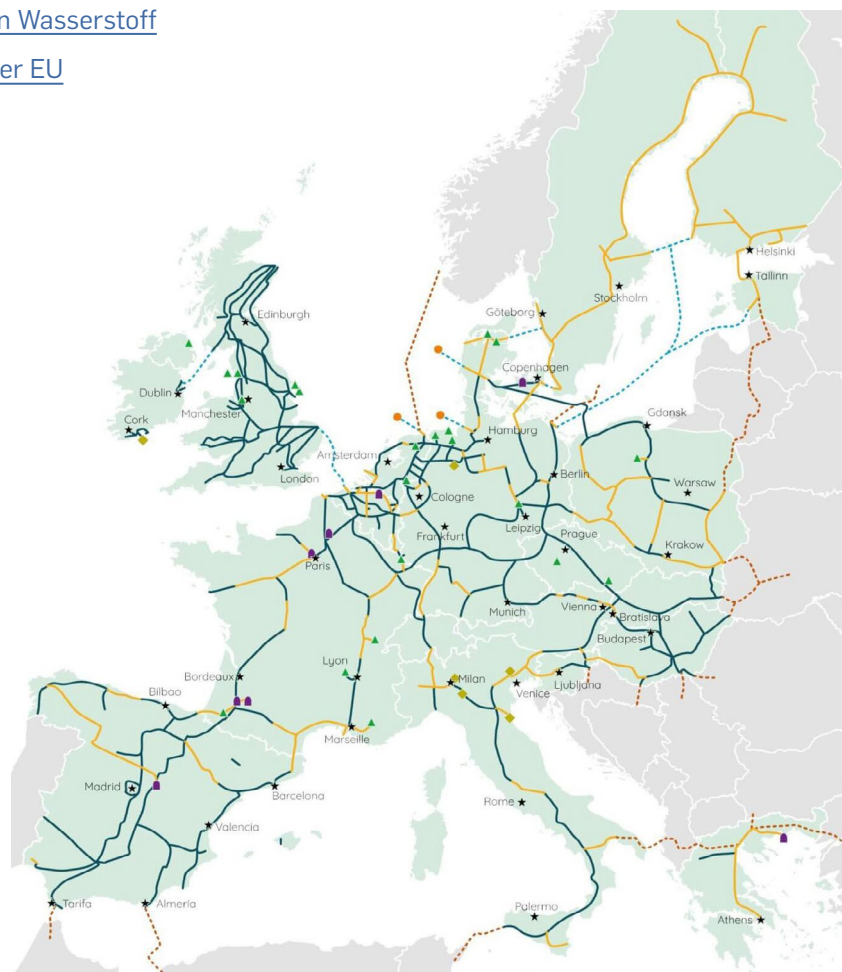 n Wasserstoff
er EU
Helsinki
Tallinn
Stockholm
Edinburgh
Göteborg
Copenhagen
Dublin
Manchester
Cork
Gdansk
Hamburg
Amsterdam
London
Berlin
Warsaw
Cologne
Leipzig
Frankfurt
Prague
Krakow
Paris
Munich
Vienna
Bratislava
Budapest
Lyon
Milan
Ljubljana
Venice
Bordeaux
Bilbao
Marseille
Madrid
Barcelona
Rome
Valencia
Tarifa
Almería
Palermo
Athens